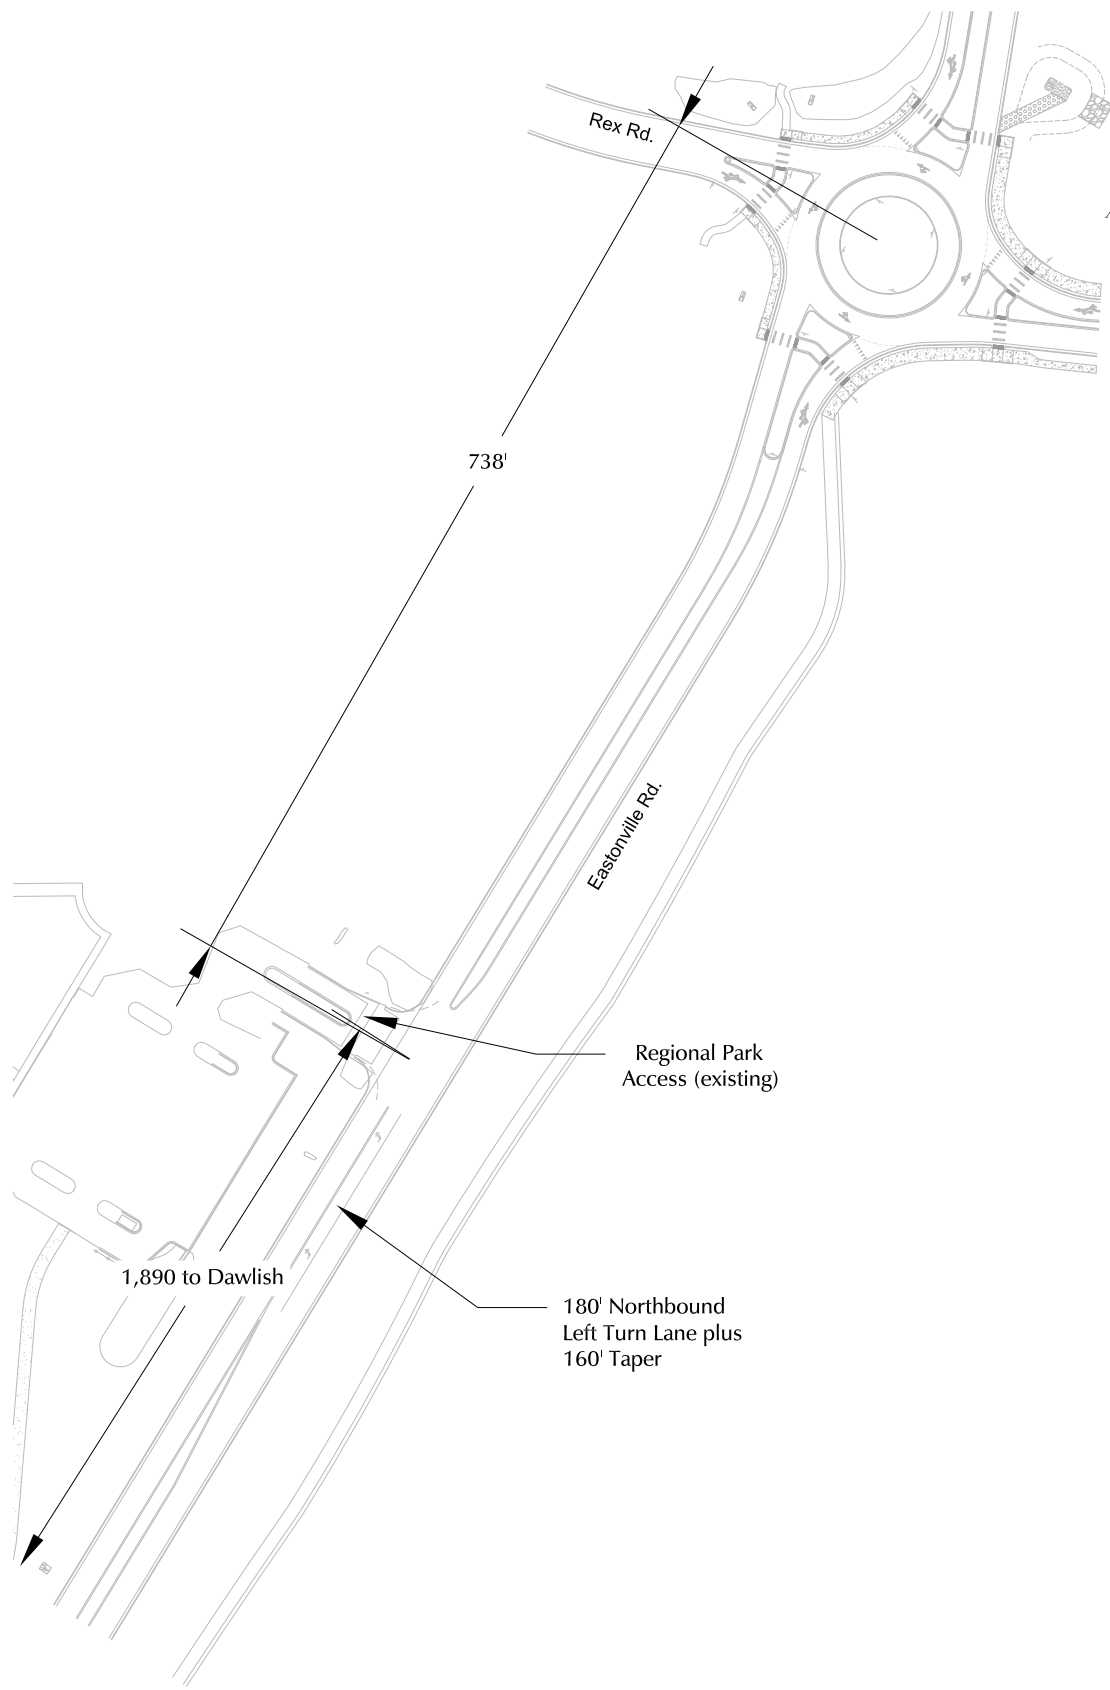 Rex Rd.
738'
Eastonville Rd.
Regional Park
Access (existing)
1,890 to Dawlish
180' Northbound
Left Turn Lane plus
160' Taper